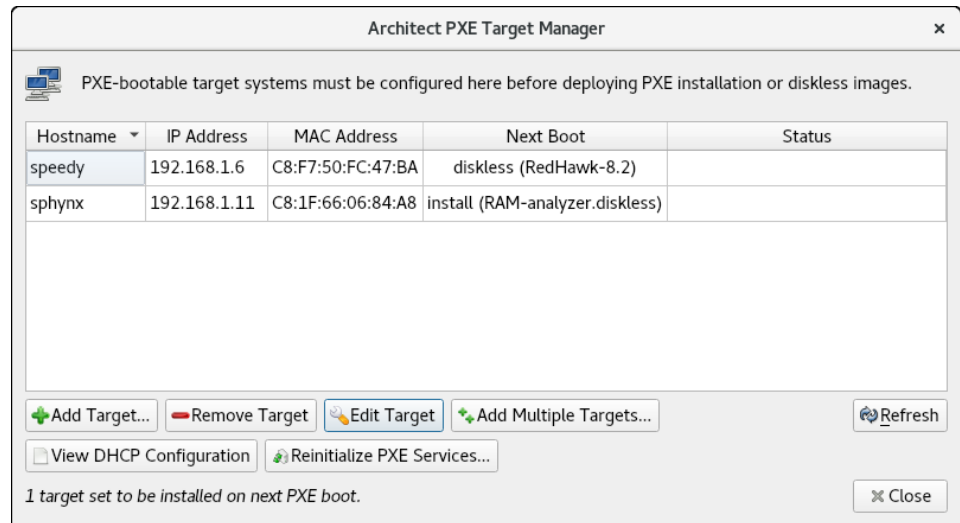 Architect PXE Target Manager
PXE-bootable target systems must be configured here before deploying PXE installation or diskless images.
Hostname IP Address MAC Address Next Boot Status
speedy 192.168.1.6 C8:F7:50:FC:47:BA diskless (RedHawk-8.2)
sphynx 192.168.1.11 C8:1F:66:06:84:A8 install (RAM-analyzer.diskless)
Add Target... Remove Target Edit Target Add Multiple Targets... Refresh
View DHCP Configuration Reinitialize PXE Services...
1 target set to be installed on next PXE boot. Close